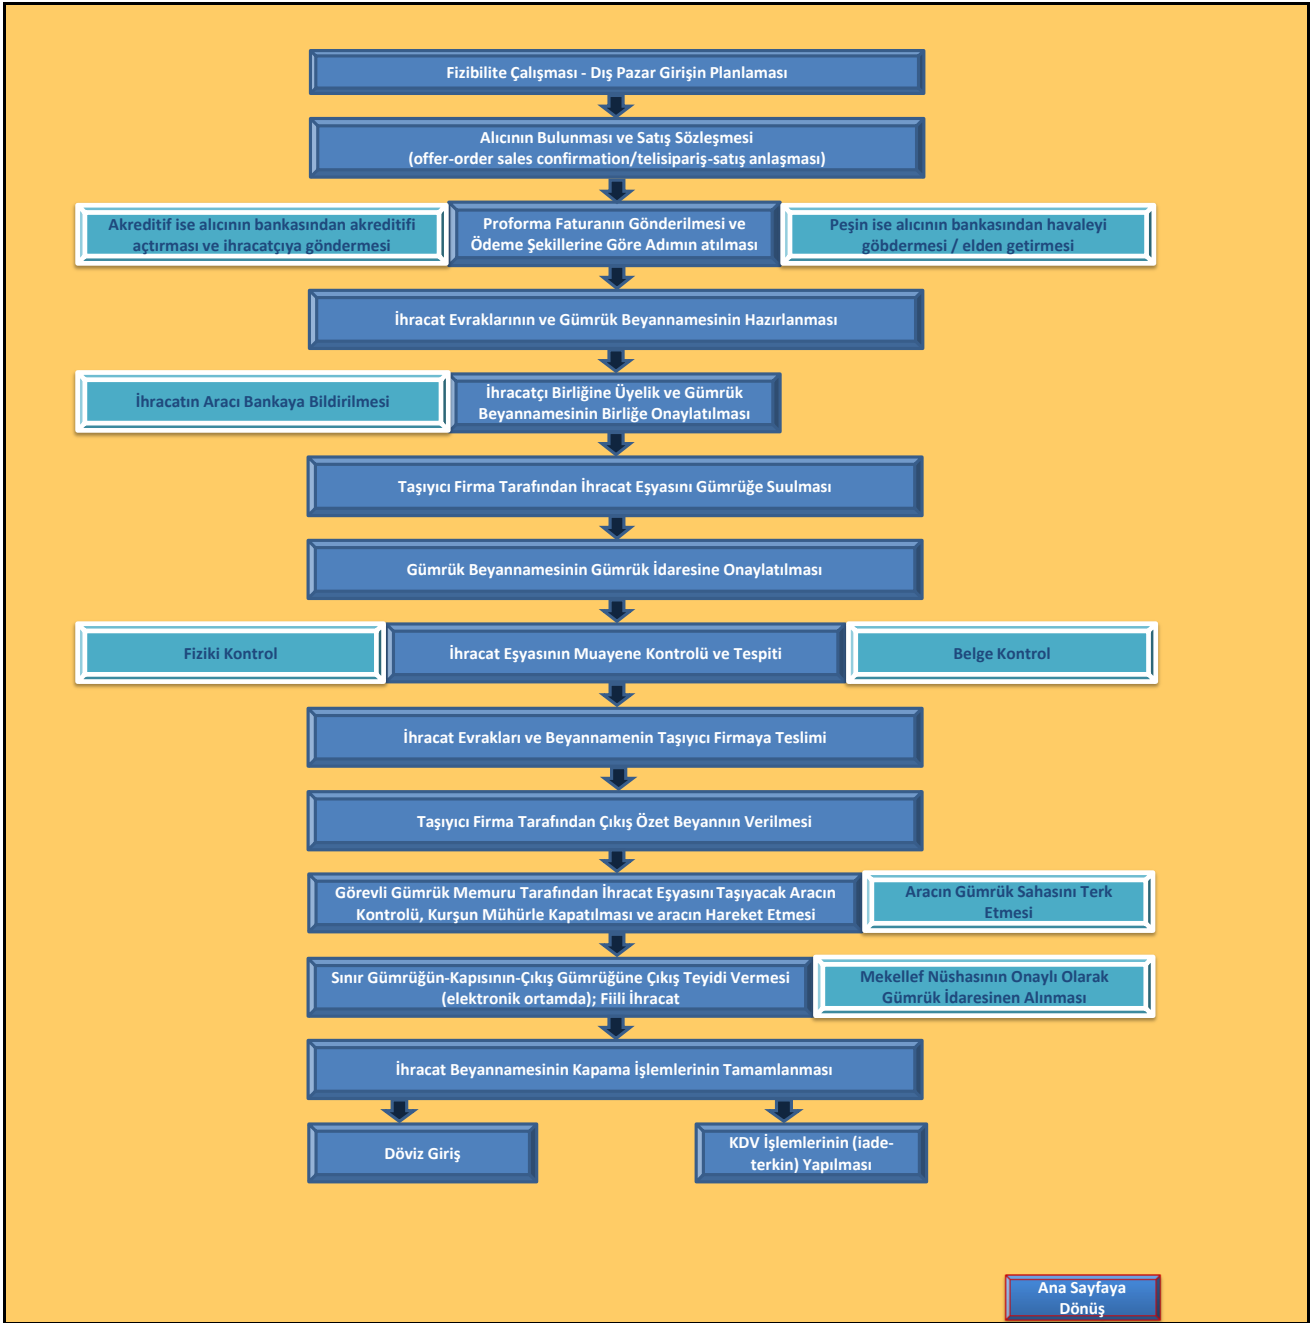 Fizibilite Çalışması - Dış Pazar Girişin Planlaması
Alıcının Bulunması ve Satış Sözleşmesi
(offer-order sales confirmation/telisipariş-satış anlaşması)
Akreditif ise alıcının bankasından akreditifi
açtırması ve ihracatçıya göndermesi
Proforma Faturanın Gönderilmesi ve
Ödeme Şekillerine Göre Adımın atılması
Peşin ise alıcının bankasından havaleyi
göbdermesi / elden getirmesi
İhracat Evraklarının ve Gümrük Beyannamesinin Hazırlanması
İhracatın Aracı Bankaya Bildirilmesi
İhracatçı Birliğine Üyelik ve Gümrük
Beyannamesinin Birliğe Onaylatılması
Taşıyıcı Firma Tarafından İhracat Eşyasını Gümrüğe Suulması
Gümrük Beyannamesinin Gümrük İdaresine Onaylatılması
Fiziki Kontrol
İhracat Eşyasının Muayene Kontrolü ve Tespiti
Belge Kontrol
İhracat Evrakları ve Beyannamenin Taşıyıcı Firmaya Teslimi
Taşıyıcı Firma Tarafından Çıkış Özet Beyannın Verilmesi
Görevli Gümrük Memuru Tarafından İhracat Eşyasını Taşıyacak Aracın
Kontrolü, Kurşun Mühürle Kapatılması ve aracın Hareket Etmesi
Aracın Gümrük Sahasını Terk
Etmesi
Sınır Gümrüğün-Kapısının-Çıkış Gümrüğüne Çıkış Teyidi Vermesi
(elektronik ortamda); Fiili İhracat
Mekellef Nüshasının Onaylı Olarak
Gümrük İdaresinen Alınması
İhracat Beyannamesinin Kapama İşlemlerinin Tamamlanması
Döviz Giriş
KDV İşlemlerinin (iade-
terkin) Yapılması
Ana Sayfaya
Dönüş